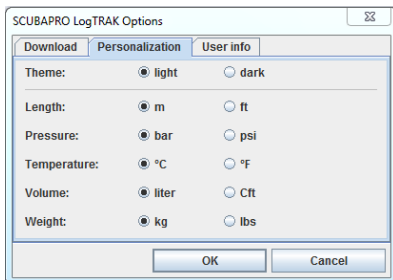 SCUBAPRO LogTRAK Options
Download Personalization User info
Theme: light dark
Length: m ft
Pressure: bar psi
Temperature: °C °F
Volume: liter Cft
Weight: kg lbs
OK Cancel